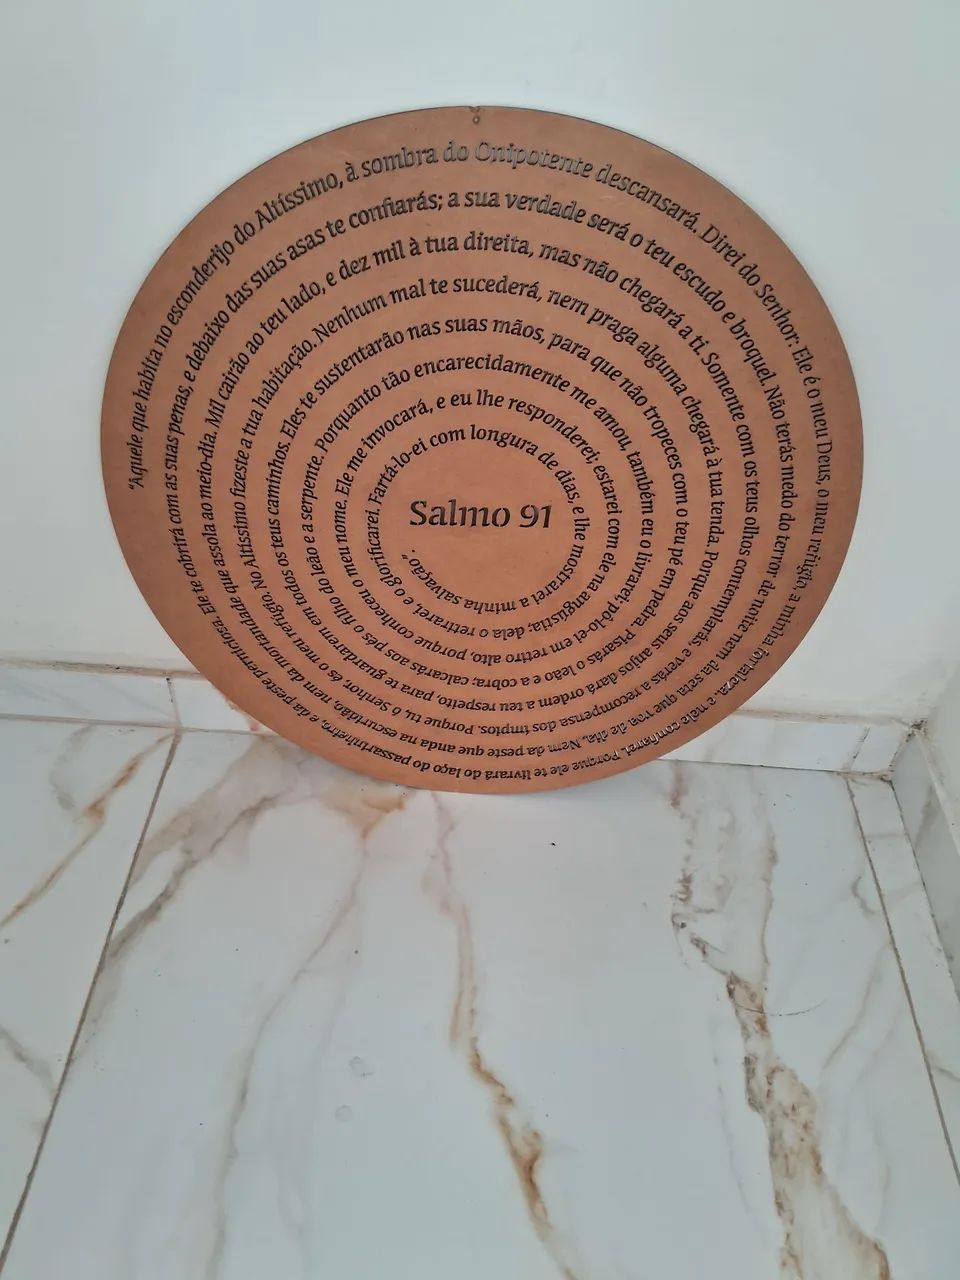 "Aquele que habita no esconderijo do Altíssimo, à sombra do Onipotente descansará. Direi do Senhor: Ele é o meu Deus, o meu refúgio, a minha fortaleza, e nele confiarei. Porque ele te livrará do laço do passarinheiro, e da peste perniciosa.
Ele te cobrirá com as suas penas, e debaixo das suas asas te confiarás; a sua verdade será o teu escudo e broquel. Não terás medo do terror de noite nem da seta que voa de dia, Nem da peste que anda na escuridão, nem da mortandade que assola ao meio-dia.
Mil cairão ao teu lado, e dez mil à tua direita, mas não chegará a ti. Somente com os teus olhos contemplarás, e verás a recompensa dos ímpios. Porque tu, ó Senhor, és o meu refúgio. No Altíssimo fizeste a tua habitação.
Nenhum mal te sucederá, nem praga alguma chegará à tua tenda. Porque aos seus anjos dará ordem a teu respeito, para te guardarem em todos os teus caminhos.
Eles te sustentarão nas suas mãos, para que não tropeces com o teu pé em pedra. Pisarás o leão e a cobra; calcarás aos pés o filho do leão e a serpente.
Porquanto tão encarecidamente me amou, também eu o livrarei; pô-lo-ei em retiro alto, porque conheceu o meu nome.
Ele me invocará, e eu lhe responderei; estarei com ele na angústia; dela o retirarei, e o glorificarei.
Fartá-lo-ei com longura de dias, e lhe mostrarei a minha salvação".
Salmo 91